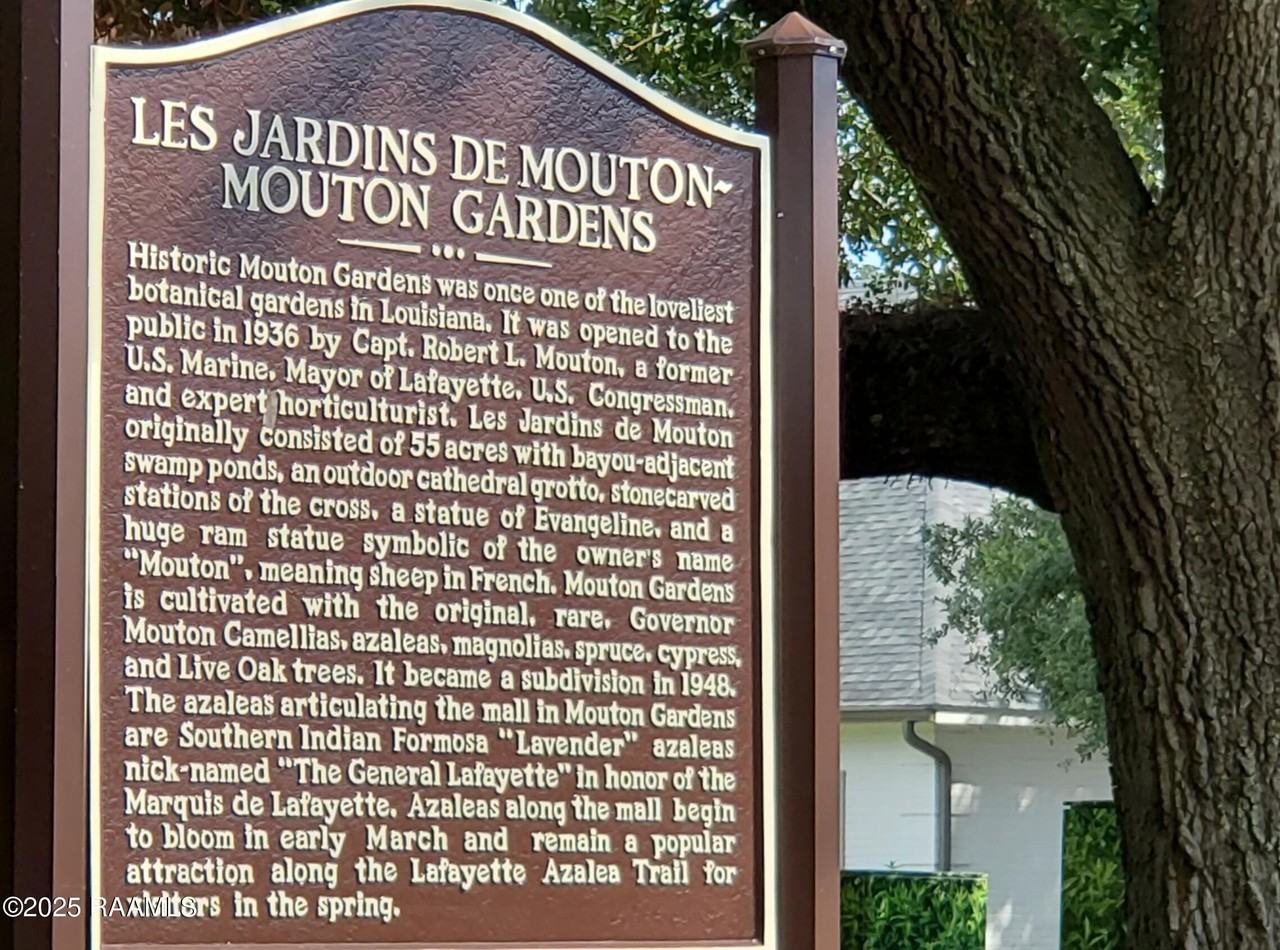 LES JARDINS DE MOUTON~
MOUTON GARDENS
Historic Mouton Gardens was once one of the loveliest
botanical gardens in Louisiana. It was opened to the
public in 1936 by Capt. Robert L. Mouton, a former
U.S. Marine, Mayor of Lafayette, U.S. Congressman,
and expert horticulturist. Les Jardins de Mouton
originally consisted of 55 acres with bayou-adjacent
swamp ponds, an outdoor cathedral grotto, stonecarved
stations of the cross, a statue of Evangeline, and a
huge ram statue symbolic of the owner's name
"Mouton", meaning sheep in French. Mouton Gardens
is cultivated with the original, rare, Governor
Mouton Camellias, azaleas, magnolias, spruce, cypress,
and Live Oak trees. It became a subdivision in 1948.
The azaleas articulating the mall in Mouton Gardens
are Southern Indian Formosa "Lavender" azaleas
nick-named "The General Lafayette" in honor of the
Marquis de Lafayette. Azaleas along the mall begin
to bloom in early March and remain a popular
attraction along the Lafayette Azalea Trail for
visitors in the spring.
©2025 RAAMLS